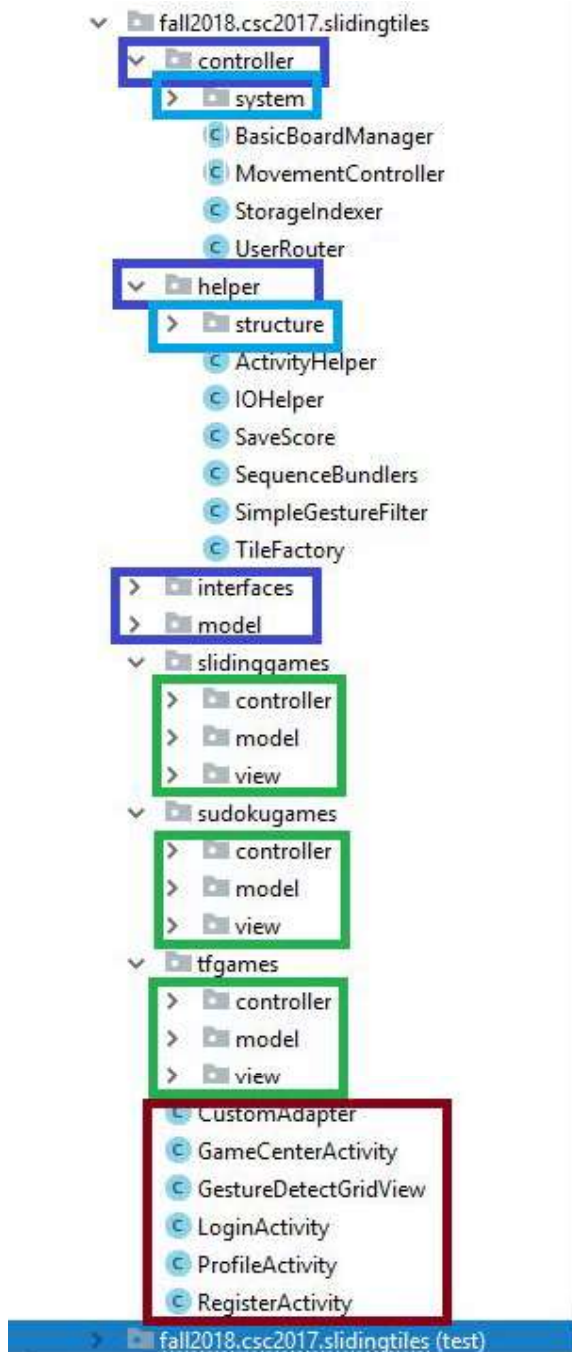 fall2018.csc2017.slidingtiles
controller
system
BasicBoardManager
MovementController
StorageIndexer
UserRouter
helper
structure
ActivityHelper
IOHelper
SaveScore
SequenceBundlers
SimpleGestureFilter
TileFactory
interfaces
model
slidinggames
controller
model
view
sudokugames
controller
model
view
tfgames
controller
model
view
CustomAdapter
GameCenterActivity
GestureDetectGridView
LoginActivity
ProfileActivity
RegisterActivity
fall2018.csc2017.slidingtiles (test)